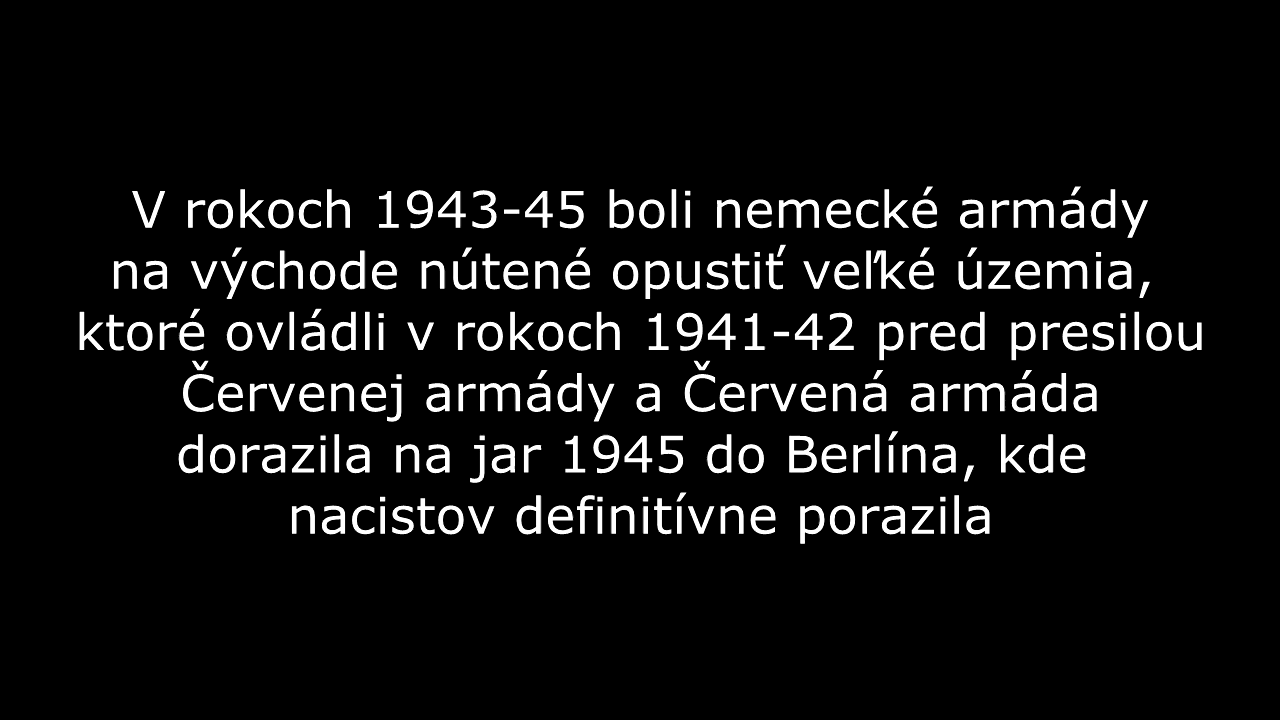 V rokoch 1943-45 boli nemecké armády
na východe nútené opustiť veľké územia,
ktoré ovládli v rokoch 1941-42 pred presilou
Červenej armády a Červená armáda
dorazila na jar 1945 do Berlína, kde
nacistov definitívne porazila